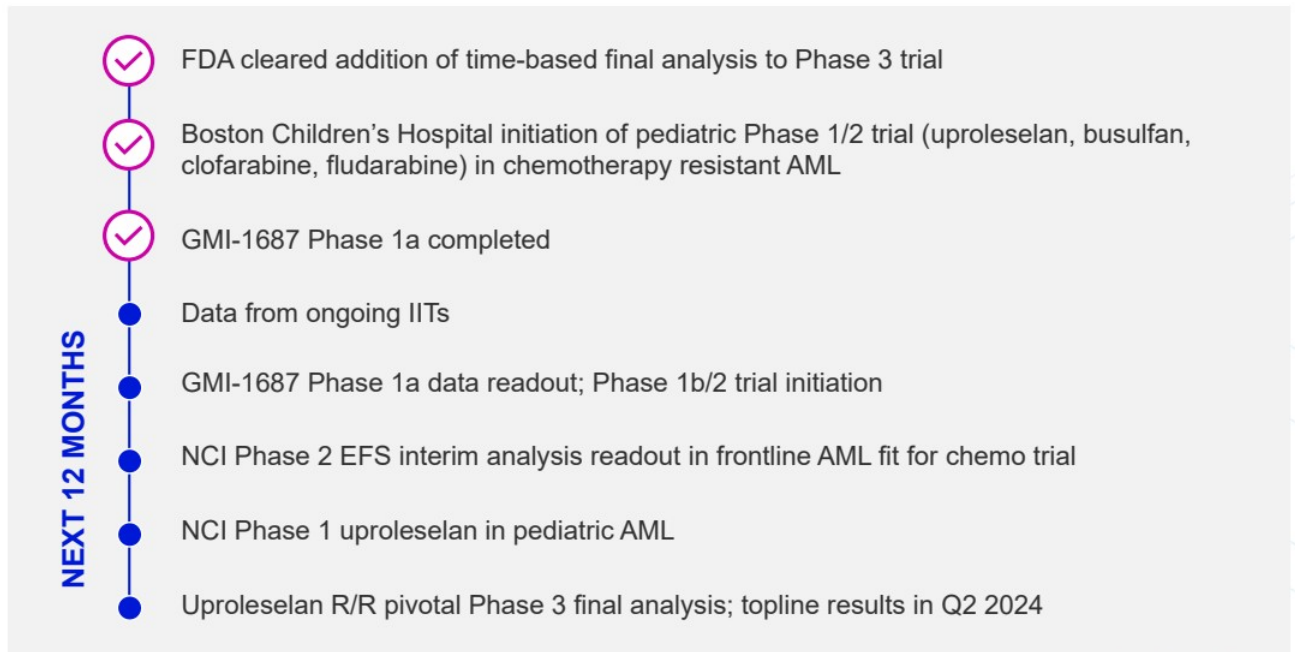 FDA cleared addition of time-based final analysis to Phase 3 trial
Boston Children’s Hospital initiation of pediatric Phase 1/2 trial (uproleselan, busulfan,
clofarabine, fludarabine) in chemotherapy resistant AML
GMI-1687 Phase 1a completed
NEXT 12 MONTHS
Data from ongoing IITs
GMI-1687 Phase 1a data readout; Phase 1b/2 trial initiation
NCI Phase 2 EFS interim analysis readout in frontline AML fit for chemo trial
NCI Phase 1 uproleselan in pediatric AML
Uproleselan R/R pivotal Phase 3 final analysis; topline results in Q2 2024